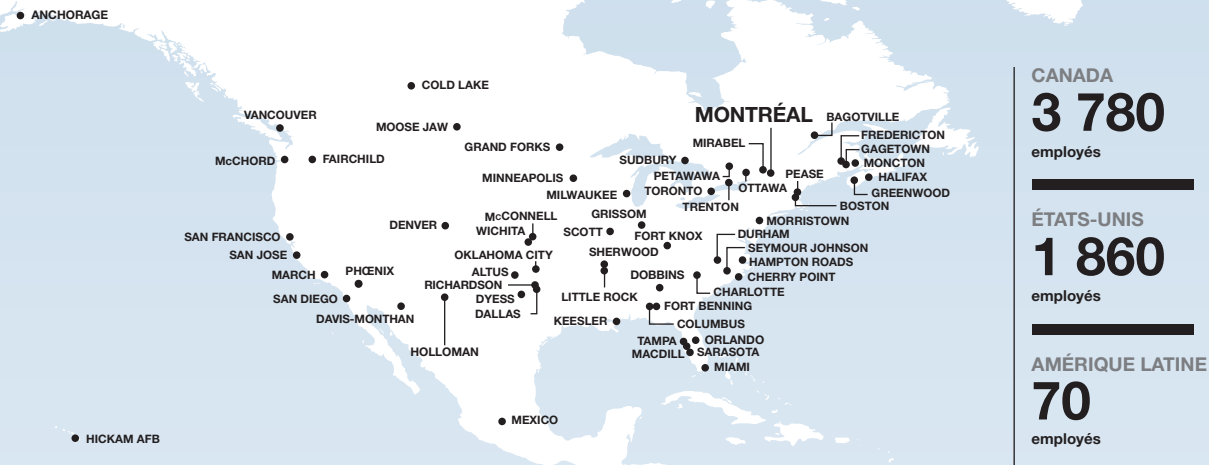 ANCHORAGE
COLD LAKE
VANCOUVER
MOOSE JAW
McCHORD
FAIRCHILD
GRAND FORKS
MONTRÉAL
BAGOTVILLE
MIRABEL
FREDERICTON
GAGETOWN
SUDBURY
MONCTON
PETAWAWA
PEASE
HALIFAX
MINNEAPOLIS
TORONTO
OTTAWA
GREENWOOD
MILWAUKEE
TRENTON
BOSTON
DENVER
McCONNELL
WICHITA
GRISSOM
SCOTT
FORT KNOX
MORRISTOWN
DURHAM
SAN FRANCISCO
SEYMOUR JOHNSON
SAN JOSE
OKLAHOMA CITY
SHERWOOD
HAMPTON ROADS
MARCH
PHŒNIX
ALTUS
DOBBINS
CHERRY POINT
RICHARDSON
CHARLOTTE
SAN DIEGO
DYESS
LITTLE ROCK
FORT BENNING
DALLAS
DAVIS-MONTHAN
KEESLER
COLUMBUS
HOLLOMAN
TAMPA
ORLANDO
MACDILL
SARASOTA
MIAMI
MEXICO
HICKAM AFB
CANADA
3 780
employés
ÉTATS-UNIS
1 860
employés
AMÉRIQUE LATINE
70
employés